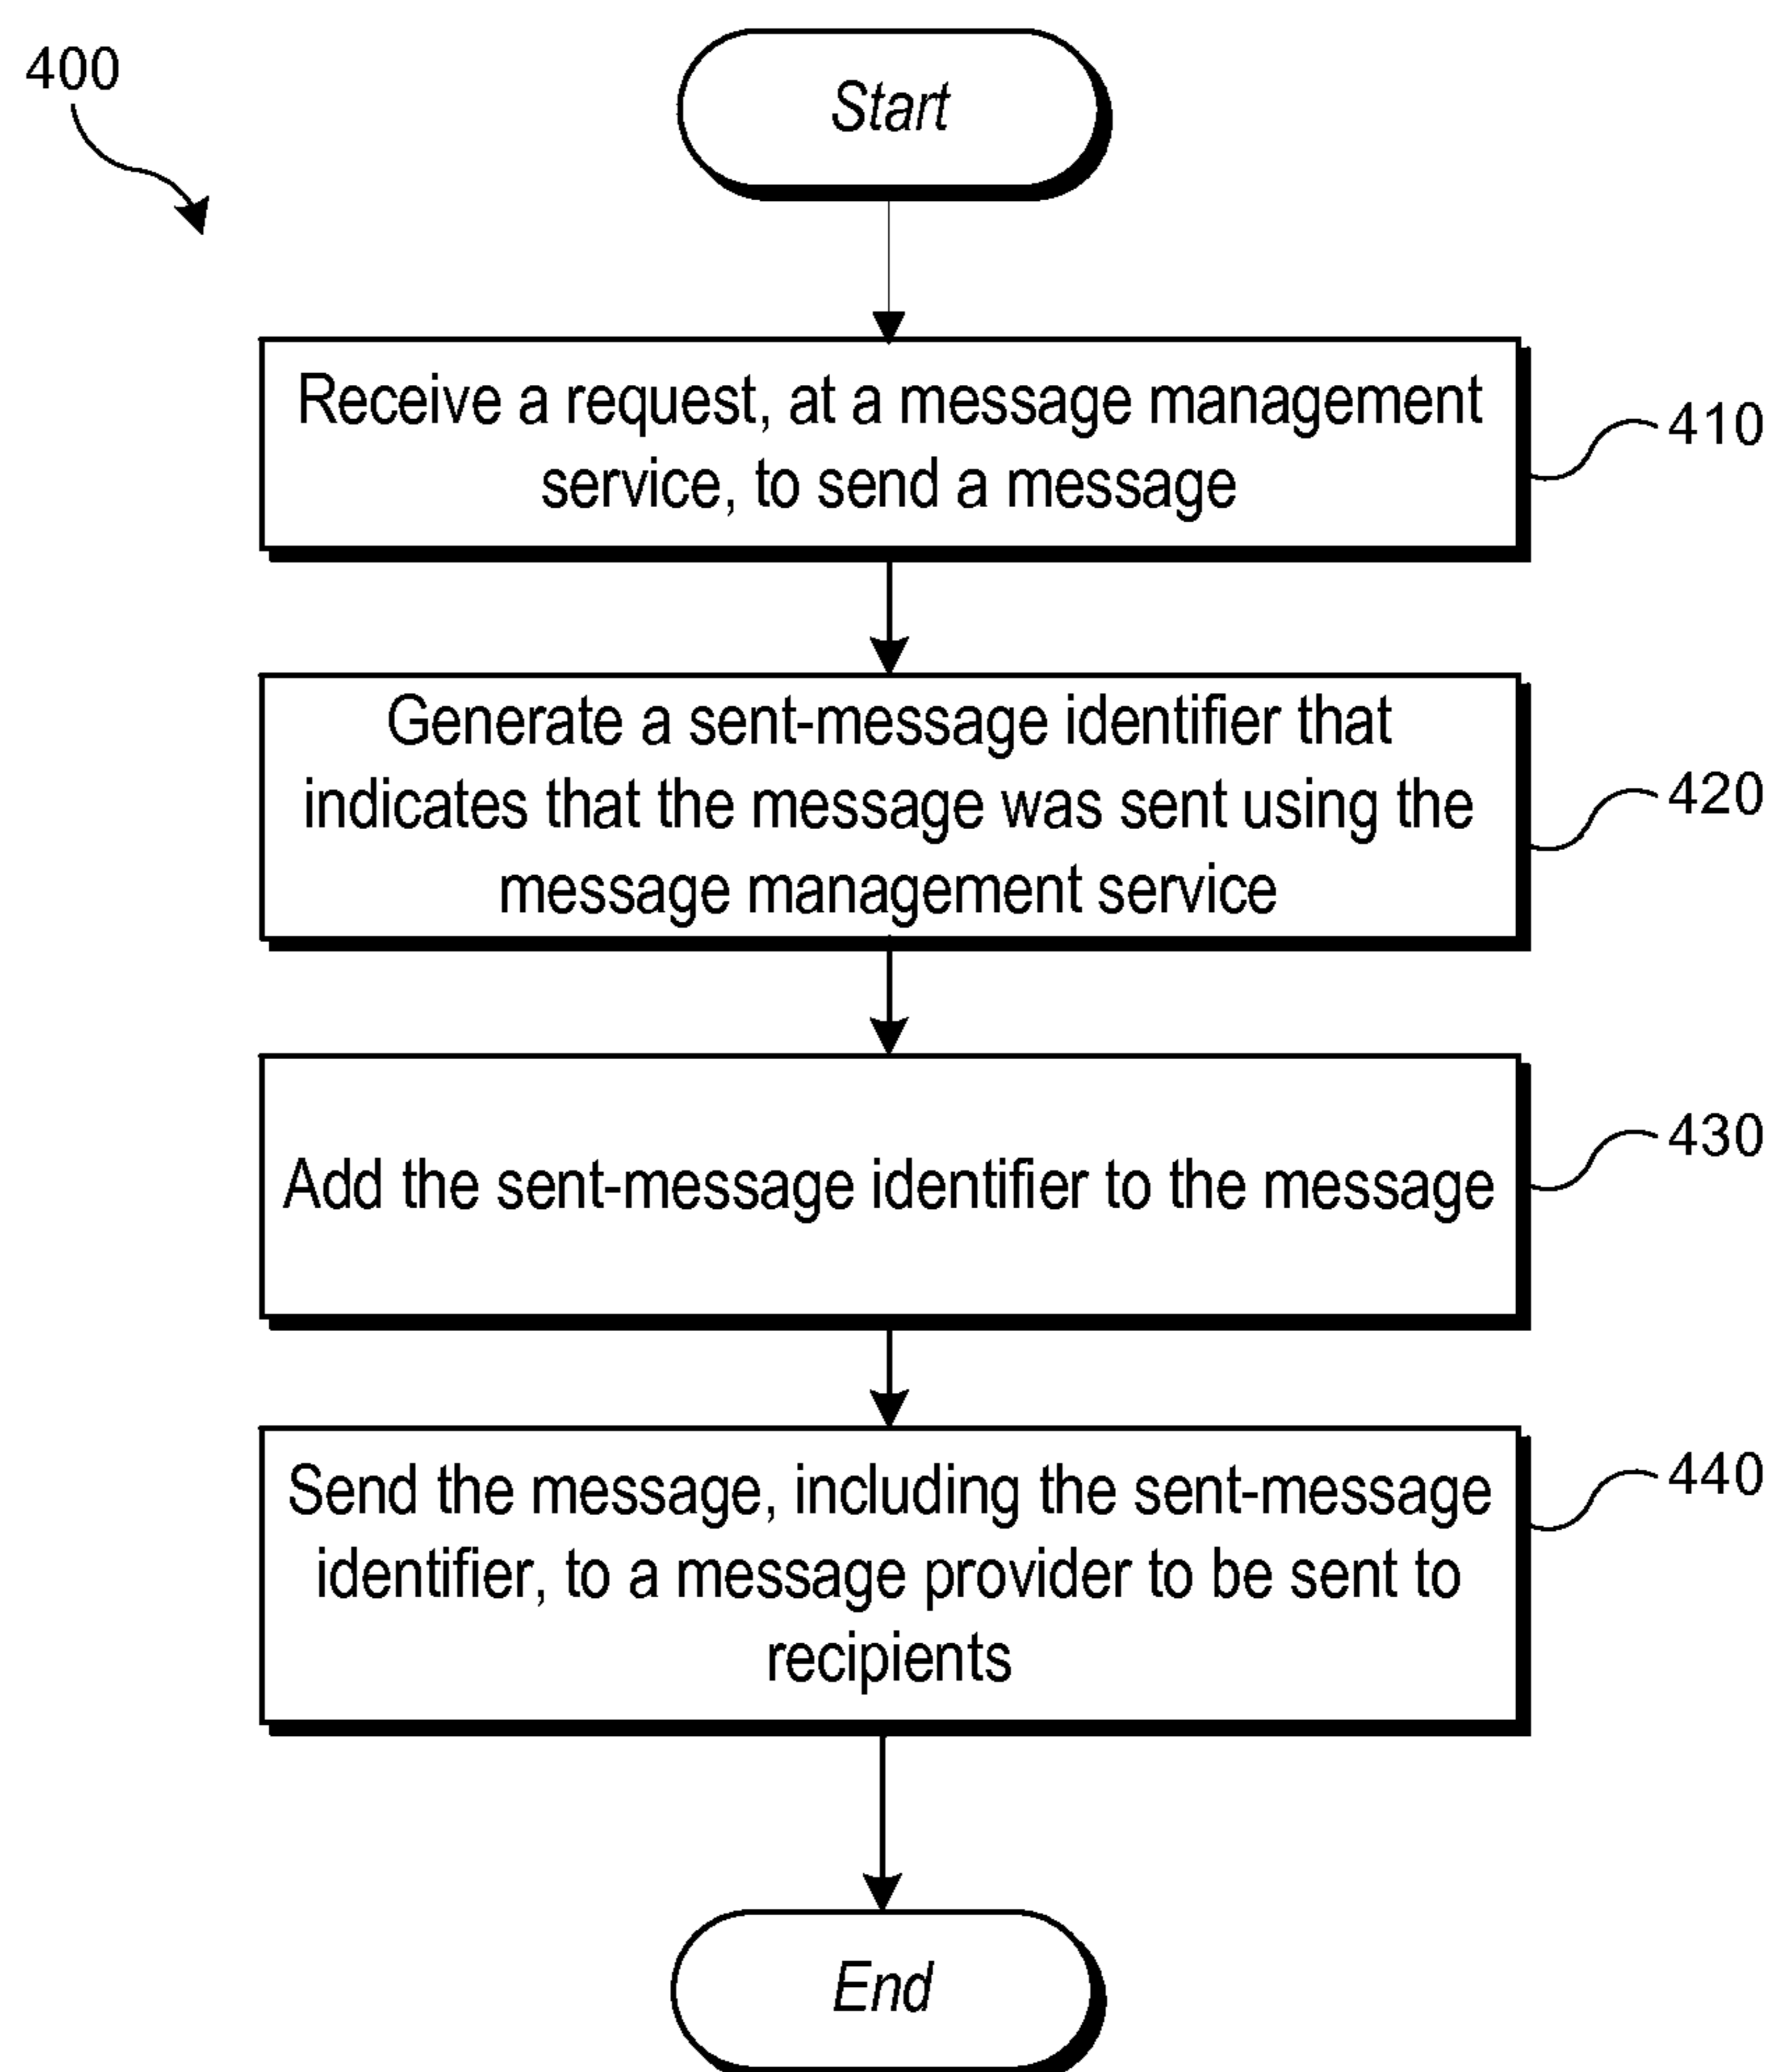 400
Start
Receive a request, at a message management
service, to send a message
410
Generate a sent-message identifier that
indicates that the message was sent using the
message management service
420
Add the sent-message identifier to the message
430
Send the message, including the sent-message
identifier, to a message provider to be sent to
recipients
440
End